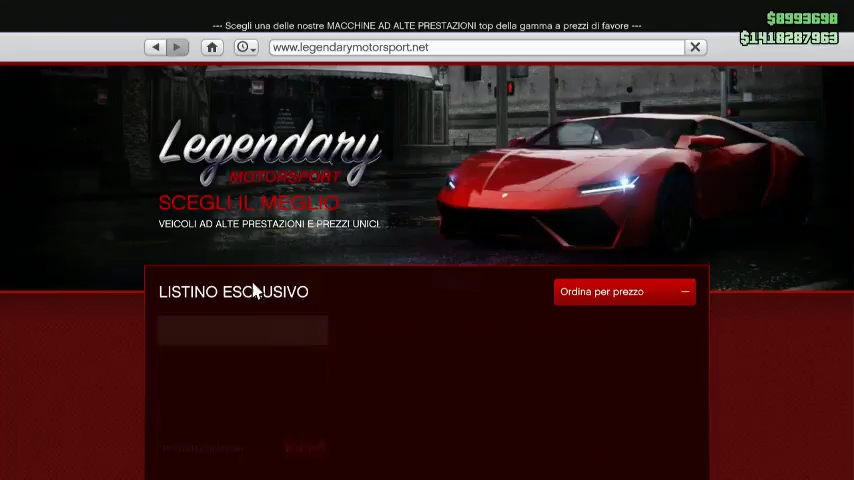 --- Scegli una delle nostre MACCHINE AD ALTE PRESTAZIONI top della gamma a prezzi di favore ---
$8993698
$1418287963
www.legendarymotorsport.net
Legendary
MOTORSPORT
SCEGLI IL MEGLIO
VEICOLI AD ALTE PRESTAZIONI E PREZZI UNICI.
LISTINO ESCLUSIVO
Ordina per prezzo